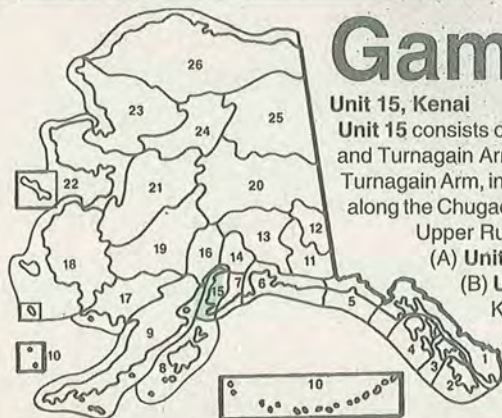 Gam
Unit 15, Kenai
Unit 15 consists o
and Turnagain Ar
Turnagain Arm, in
along the Chugac
Upper Ru
(A) Unit
(B) U
K
26
23
24
25
22
21
20
18
19
16
14
13
12
11
17
15
7
6
5
9
8
10
10
4
3
2
1